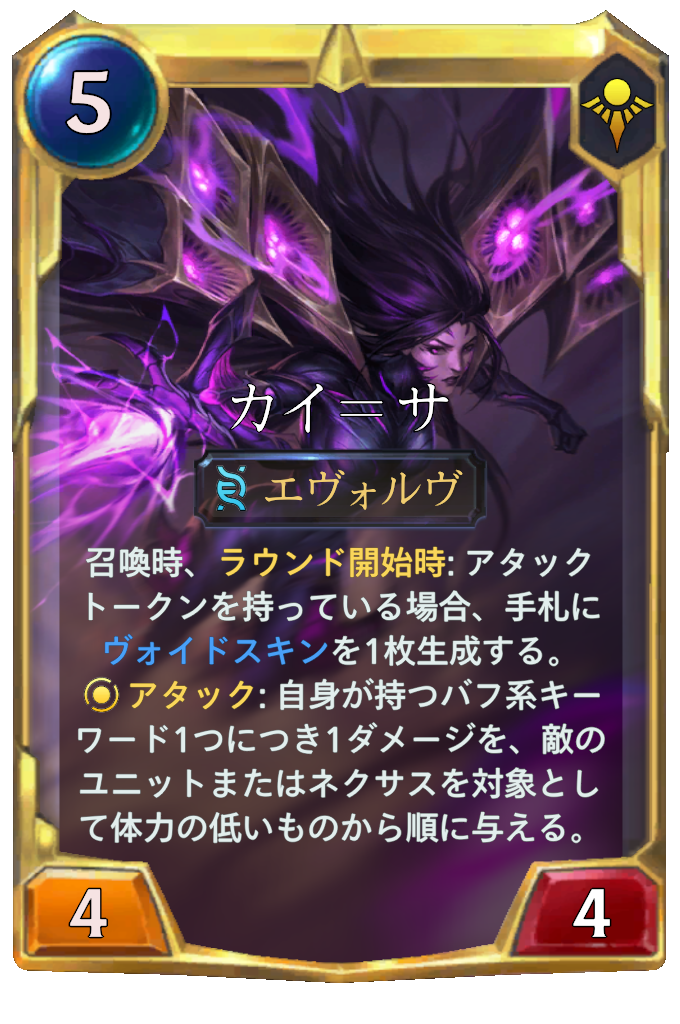 5
カイ＝サ
エヴォルヴ
召喚時、ラウンド開始時: アタック
トークンを持っている場合、手札に
ヴォイドスキンを1枚生成する。
アタック: 自身が持つバフ系キー
ワード1つにつき1ダメージを、敵の
ユニットまたはネクサスを対象とし
て体力の低いものから順に与える。
4
4